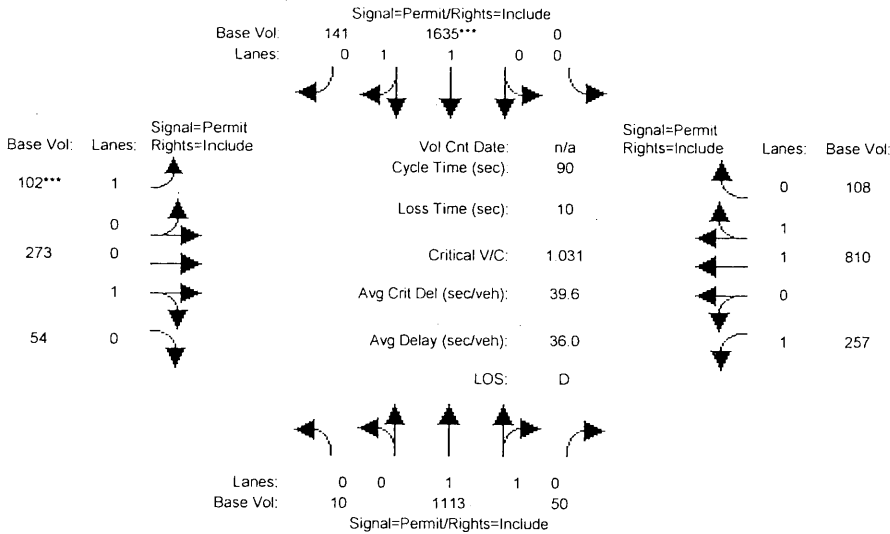 Signal=Permit/Rights=Include
Base Vol: 141 1635*** 0
Lanes: 0 1 1 0 0
Signal=Permit
Base Vol: Lanes: Rights=Include
Vol Cnt Date: n/a
Signal=Permit
Rights=Include Lanes: Base Vol:
Cycle Time (sec): 90
102*** 1
0 108
Loss Time (sec): 10
0
1
273 0
Critical V/C: 1.031
1 810
1
Avg Crit Del (sec/veh): 39.6
0
54 0
Avg Delay (sec/veh): 36.0
1 257
LOS: D
Lanes: 0 0 1 1 0
Base Vol: 10 1113 50
Signal=Permit/Rights=Include